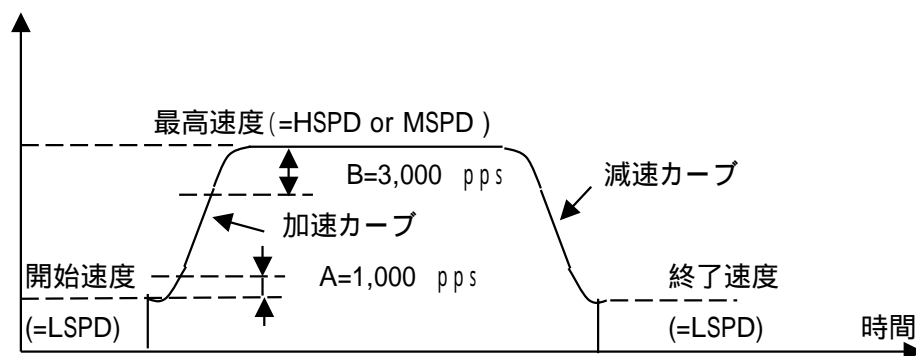 最高速度(=HSPD or MSPD )
B=3,000 pps
減速カーブ
加速カーブ
開始速度
A=1,000 pps
終了速度
(=LSPD)
(=LSPD)
時間